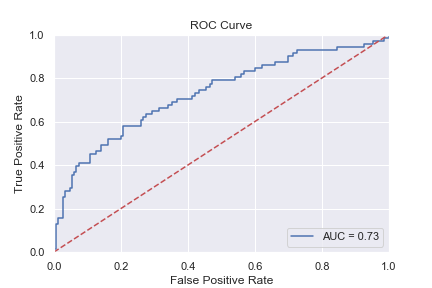 ROC Curve
True Positive Rate
1.0
0.8
0.6
0.4
0.2
0.0
AUC = 0.73
0.0 0.2 0.4 0.6 0.8 1.0
False Positive Rate